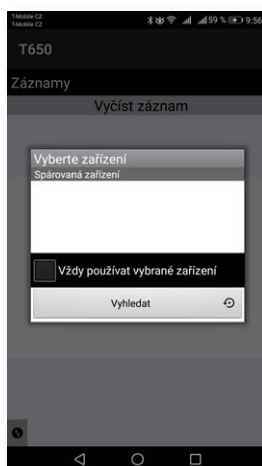 T-Mobile CZ
T-Mobile CZ
59 % 9:56
T650
Záznamy
Vyčíst záznam
Vyberte zařízení
Spárovaná zařízení
Vždy používat vybrané zařízení
Vyhledat